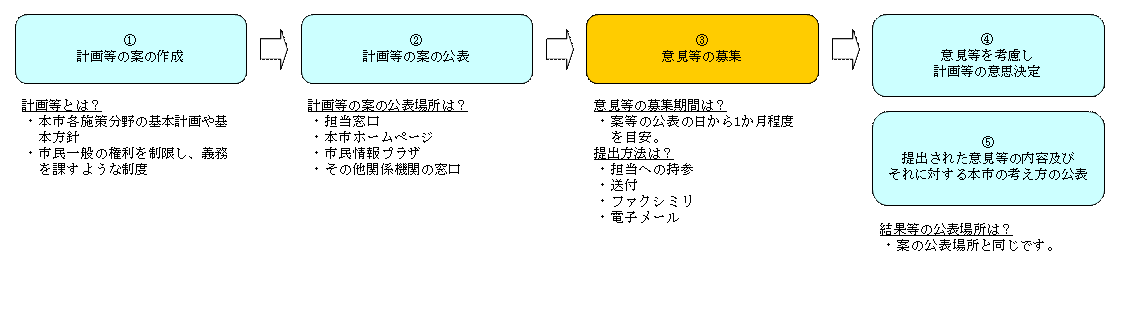 ①
計画等の案の作成
計画等とは？
・本市各施策分野の基本計画や基
本方針
・市民一般の権利を制限し、義務
を課すような制度
②
計画等の案の公表
計画等の案の公表場所は？
・担当窓口
・本市ホームページ
・市民情報プラザ
・その他関係機関の窓口
③
意見等の募集
意見等の募集期間は？
・案等の公表の日から1か月程度
を目安。
提出方法は？
・担当への持参
・送付
・ファクシミリ
・電子メール
④
意見等を考慮し
計画等の意思決定
⑤
提出された意見等の内容及び
それに対する本市の考え方の公表
結果等の公表場所は？
・案の公表場所と同じです。